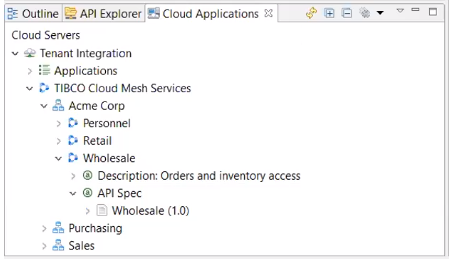 Outline API Explorer Cloud Applications
Cloud Servers
Tenant Integration
Applications
TIBCO Cloud Mesh Services
Acme Corp
Personnel
Retail
Wholesale
Description: Orders and inventory access
API Spec
Wholesale (1.0)
Purchasing
Sales